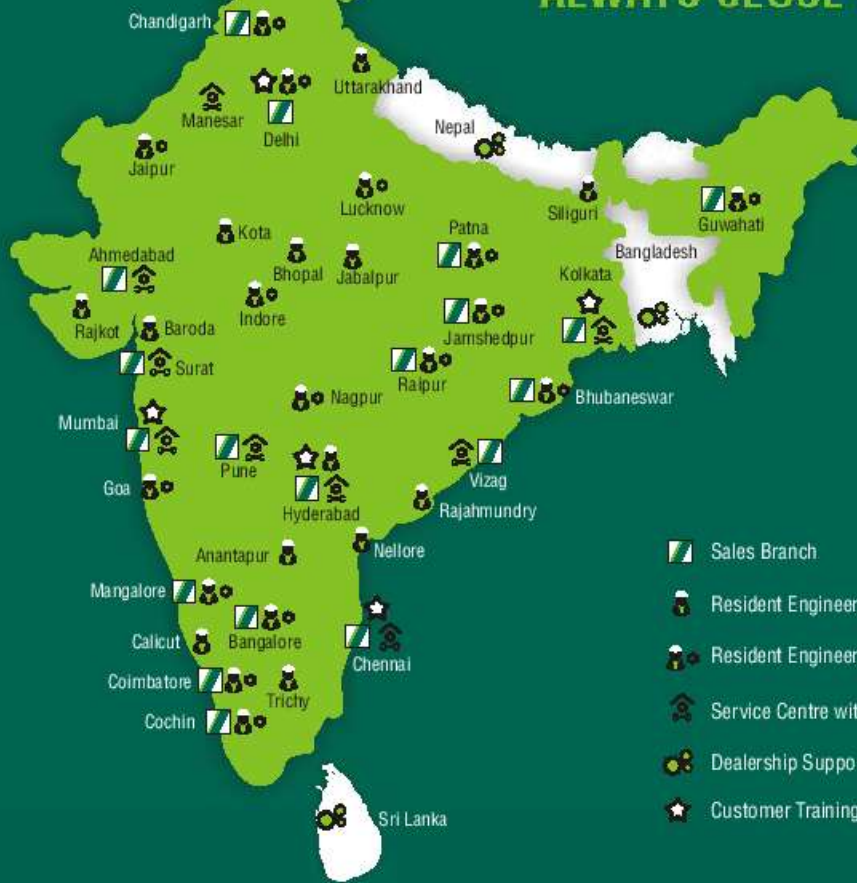 ALWAYS CLOSE
Chandigarh
Uttarakhand
Manesar
Delhi
Nepal
Jaipur
Lucknow
Siliguri
Guwahati
Kota
Patna
Bangladesh
Ahmedabad
Bhopal
Jabalpur
Kolkata
Indore
Rajkot
Baroda
Jamshedpur
Surat
Raipur
Nagpur
Bhubaneswar
Mumbai
Pune
Vizag
Goa
Hyderabad
Rajahmundry
Anantapur
Nellore
Sales Branch
Mangalore
Resident Engineer
Calicut
Bangalore
Chennai
Resident Engineer
Coimbatore
Trichy
Service Centre wit
Cochin
Dealership Suppo
Customer Training
Sri Lanka